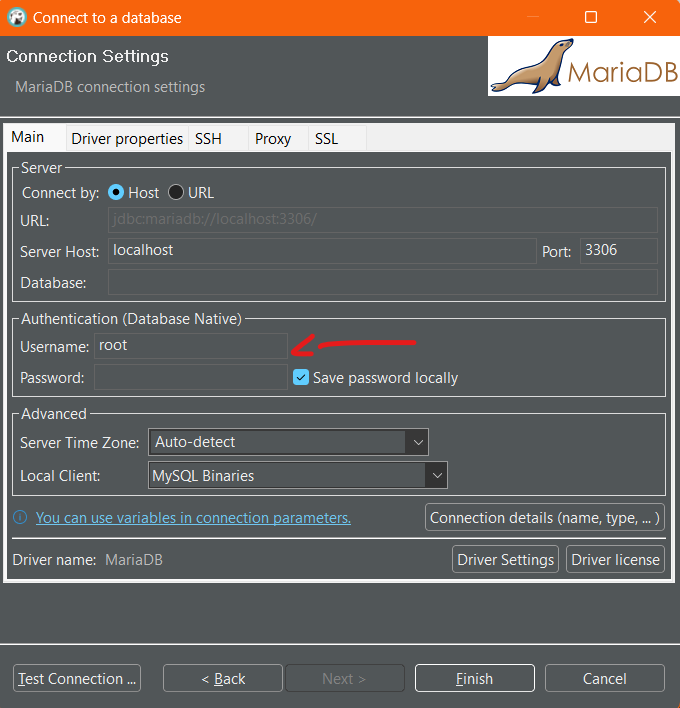 Connect to a database
Connection Settings
MariaDB connection settings
MariaDB
Main Driver properties SSH Proxy SSL
Server
Connect by: Host URL
URL: jdbc:mariadb://localhost:3306/
Server Host: localhost Port: 3306
Database:
Authentication (Database Native)
Username: root
Password: Save password locally
Advanced
Server Time Zone: Auto-detect
Local Client: MySQL Binaries
You can use variables in connection parameters. Connection details (name, type, ... )
Driver name: MariaDB Driver Settings Driver license
Test Connection ... < Back Next > Finish Cancel